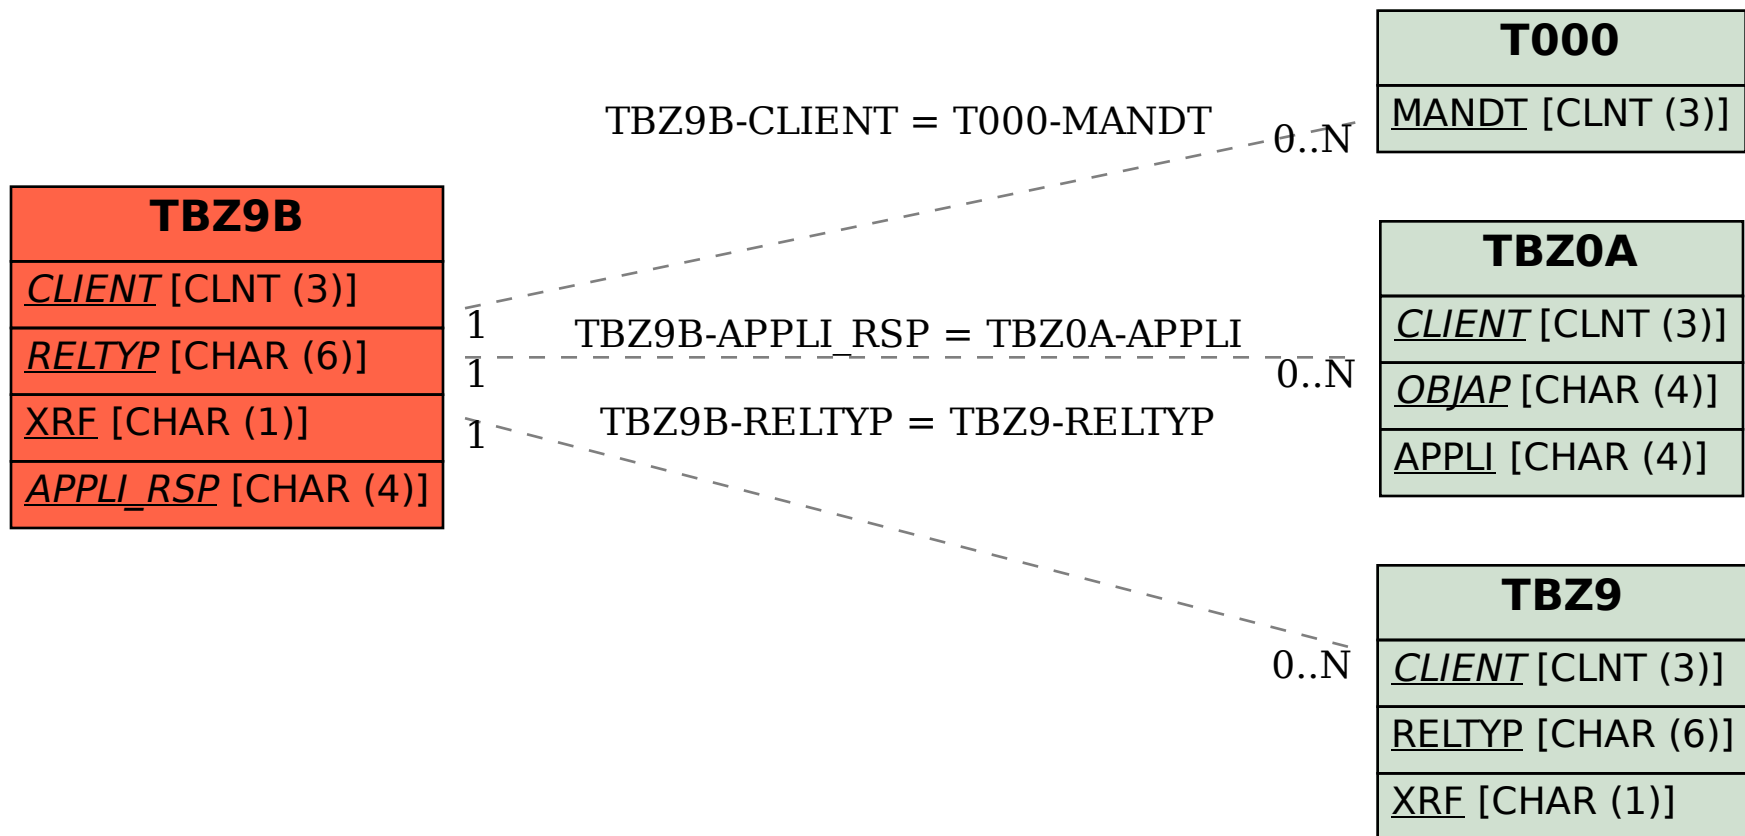 TBZ9B
CLIENT [CLNT (3)]
RELTYP [CHAR (6)]
XRF [CHAR (1)]
APPLI_RSP [CHAR (4)]
TBZ9B-CLIENT = T000-MANDT
1
0..N
TBZ9B-APPLI_RSP = TBZ0A-APPLI
1
0..N
TBZ9B-RELTYP = TBZ9-RELTYP
1
0..N
T000
MANDT [CLNT (3)]
TBZ0A
CLIENT [CLNT (3)]
OBJAP [CHAR (4)]
APPLI [CHAR (4)]
TBZ9
CLIENT [CLNT (3)]
RELTYP [CHAR (6)]
XRF [CHAR (1)]